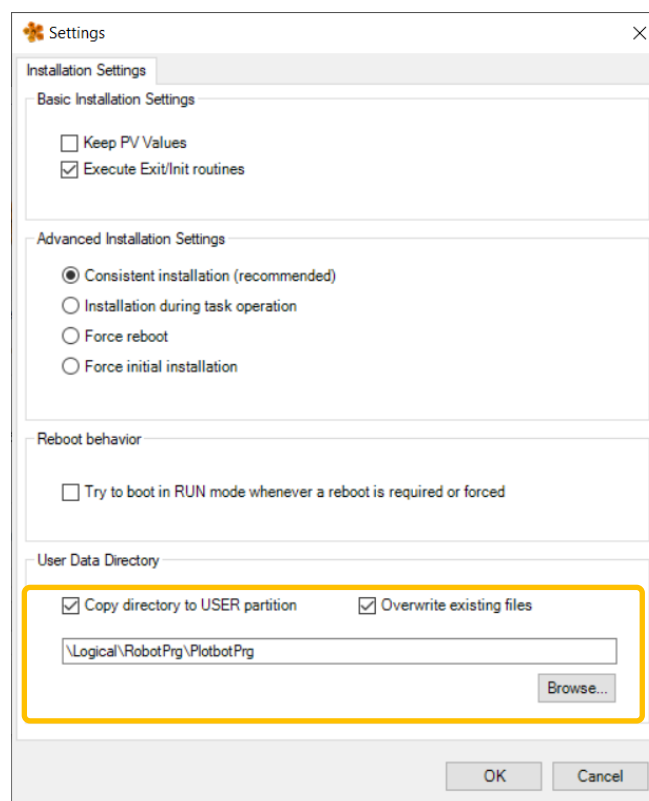 Settings
Installation Settings
Basic Installation Settings
Keep PV Values
Execute Exit/Init routines
Advanced Installation Settings
Consistent installation (recommended)
Installation during task operation
Force reboot
Force initial installation
Reboot behavior
Try to boot in RUN mode whenever a reboot is required or forced
User Data Directory
Copy directory to USER partition Overwrite existing files
\Logical\RobotPrg\PlotbotPrg
Browse...
OK Cancel